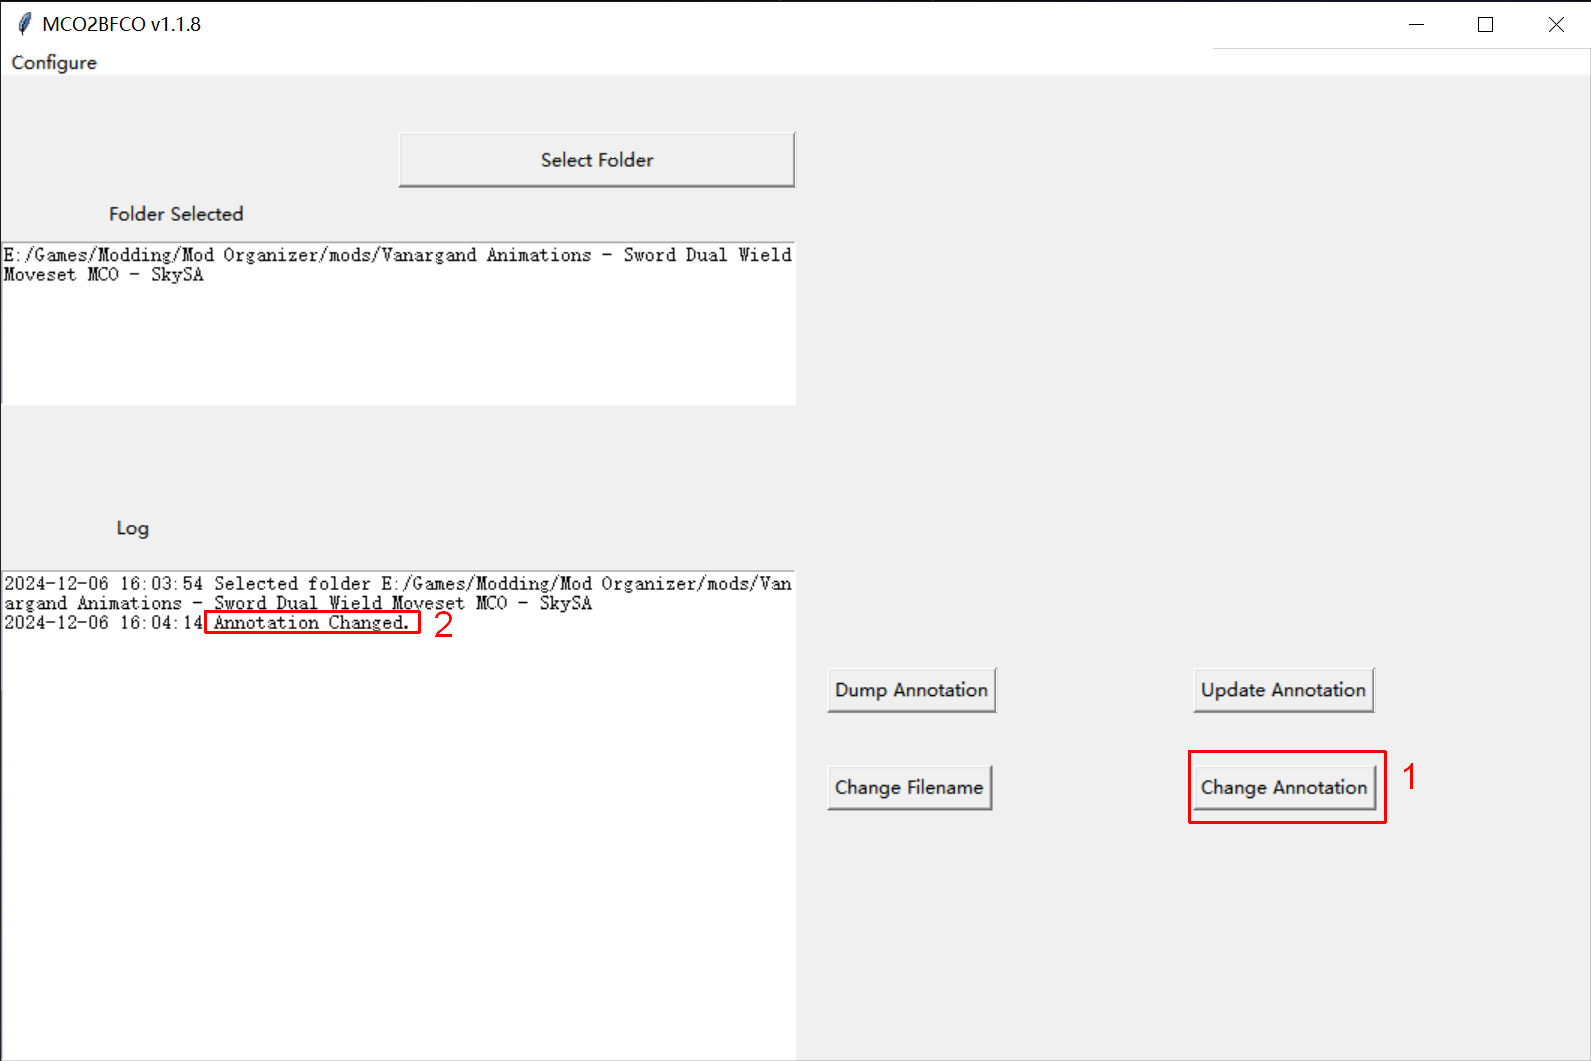 MCO2BFCO v1.1.8
Configure
Select Folder
Folder Selected
E:/Games/Modding/Mod Organizer/mods/Vanargand Animations - Sword Dual Wield
Moveset MCO - SkySA
Log
2024-12-06 16:03:54 Selected folder E:/Games/Modding/Mod Organizer/mods/Van
argand Animations - Sword Dual Wield Moveset MCO - SkySA
2024-12-06 16:04:14 Annotation Changed. 2
Dump Annotation
Update Annotation
Change Filename
Change Annotation 1